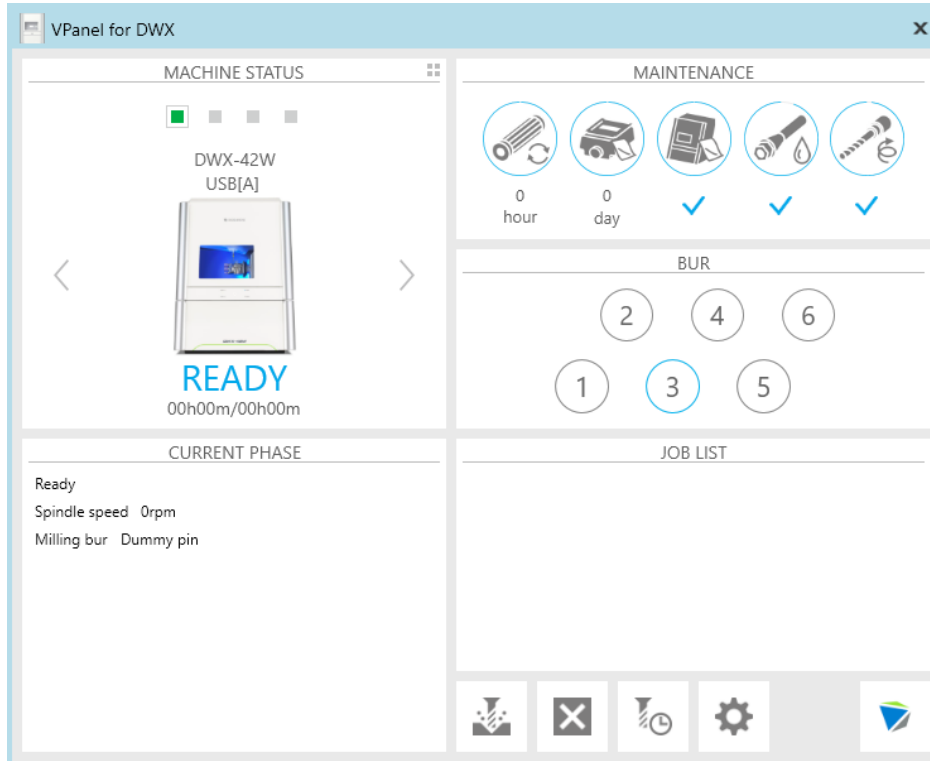 VPanel for DWX
MACHINE STATUS
DWX-42W
USB[A]
READY
00h00m/00h00m
MAINTENANCE
0
hour
0
day
BUR
2 4 6
1 3 5
CURRENT PHASE
Ready
Spindle speed 0rpm
Milling bur Dummy pin
JOB LIST